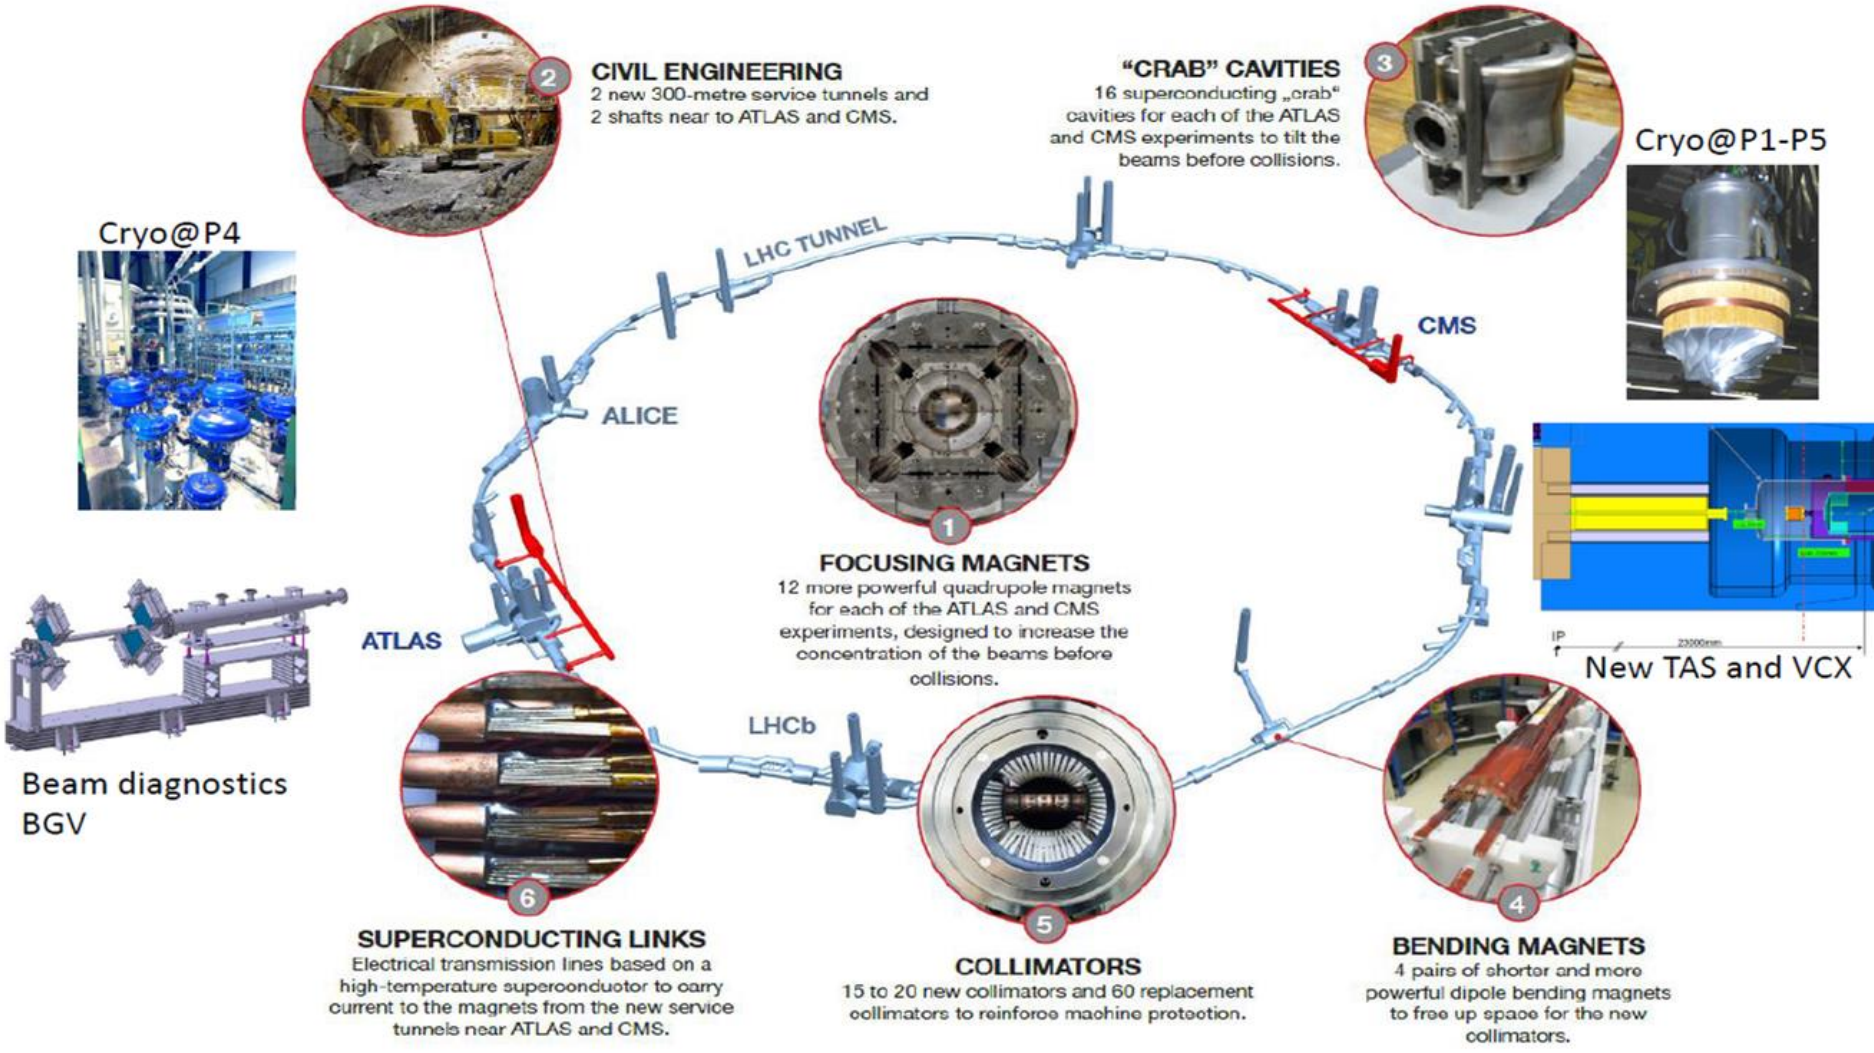 2
CIVIL ENGINEERING
2 new 300-metre service tunnels and
2 shafts near to ATLAS and CMS.
"CRAB" CAVITIES
16 superconducting „crab"
cavities for each of the ATLAS
and CMS experiments to tilt the
beams before collisions.
3
Cryo@P1-P5
Cryo@P4
LHC TUNNEL
CMS
ALICE
1
FOCUSING MAGNETS
12 more powerful quadrupole magnets
for each of the ATLAS and CMS
experiments, designed to increase the
concentration of the beams before
collisions.
ATLAS
IP
23000mm
New TAS and VCX
LHCb
Beam diagnostics
BGV
6
SUPERCONDUCTING LINKS
Electrical transmission lines based on a
high-temperature superconductor to carry
current to the magnets from the new service
tunnels near ATLAS and CMS.
5
COLLIMATORS
15 to 20 new collimators and 60 replacement
collimators to reinforce machine protection.
4
BENDING MAGNETS
4 pairs of shorter and more
powerful dipole bending magnets
to free up space for the new
collimators.